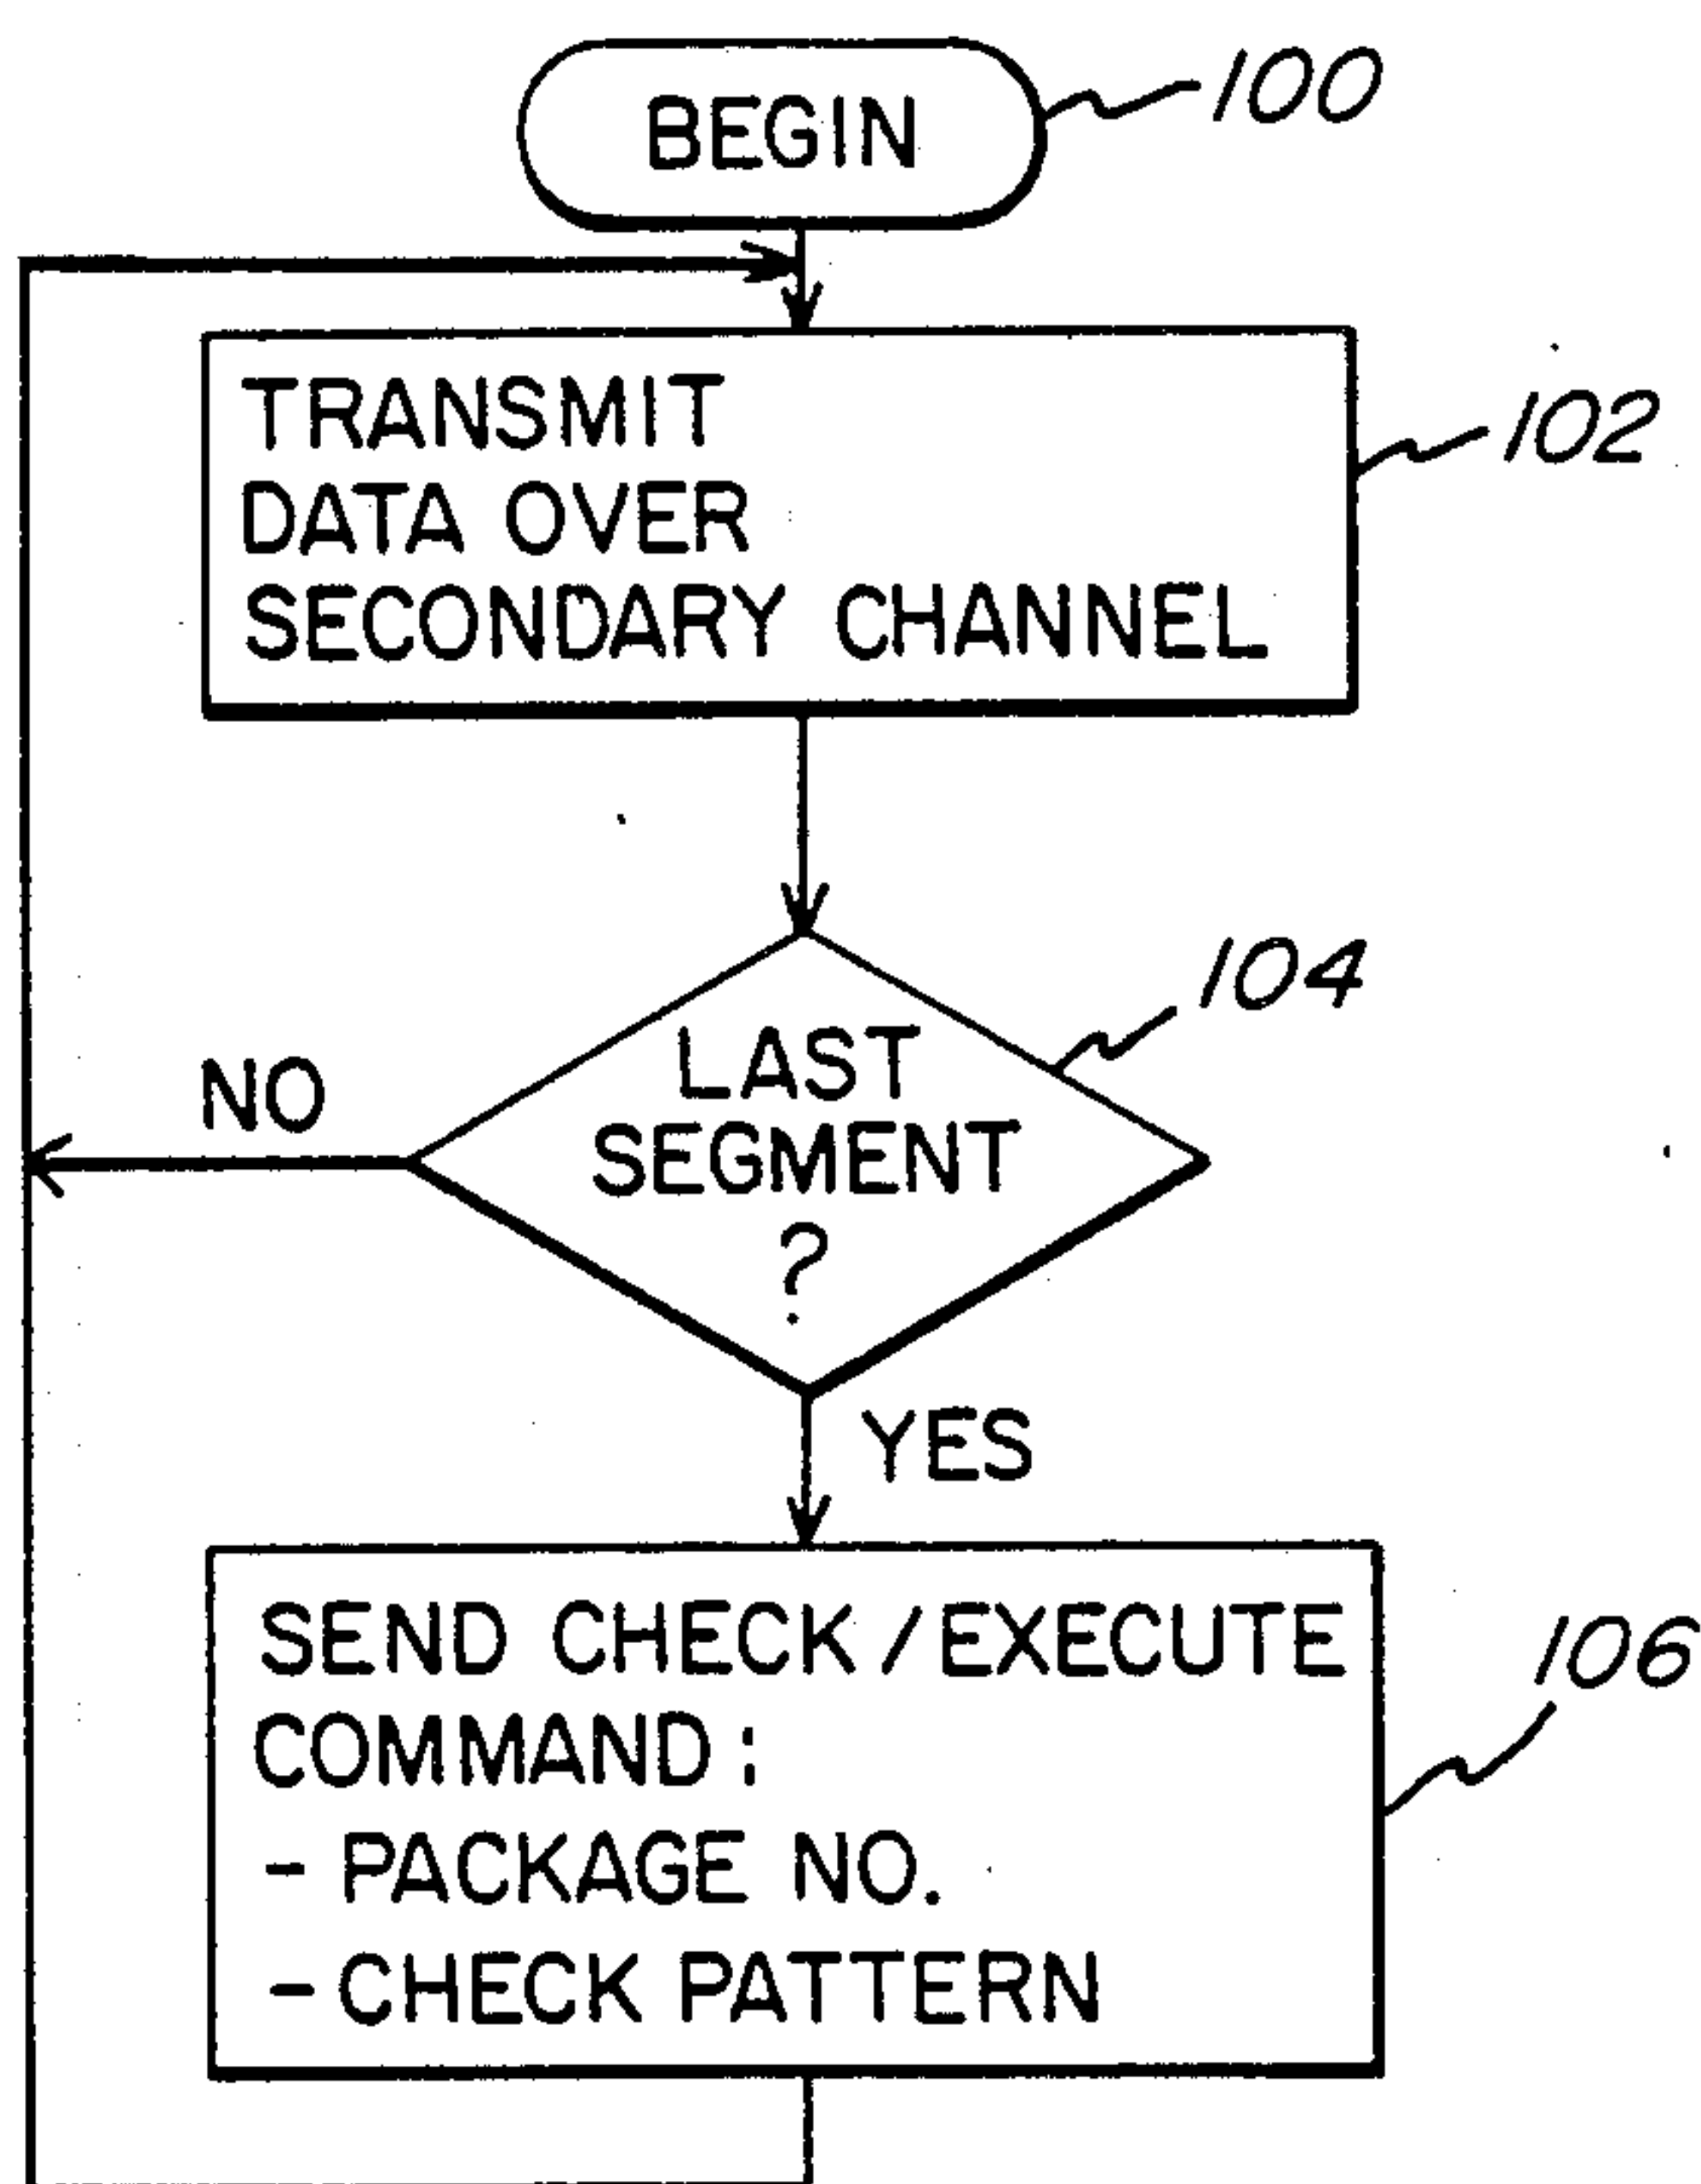 BEGIN
100
TRANSMIT
DATA OVER
SECONDARY CHANNEL
102
LAST
SEGMENT
?
104
NO
YES
SEND CHECK/EXECUTE
COMMAND:
- PACKAGE NO.
- CHECK PATTERN
106